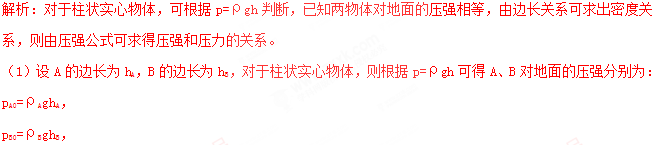 解析：对于柱状实心物体，可根据 p=ρgh 判断，已知两物体对地面的压强相等，由边长关系可求出密度关
系，则由压强公式可求得压强和压力的关系。
（1）设 A 的边长为 hA，B 的边长为 hB，对于柱状实心物体，则根据 p=ρgh 可得 A、B 对地面的压强分别为：
pA0=ρAghA，
pB0=ρBghB，